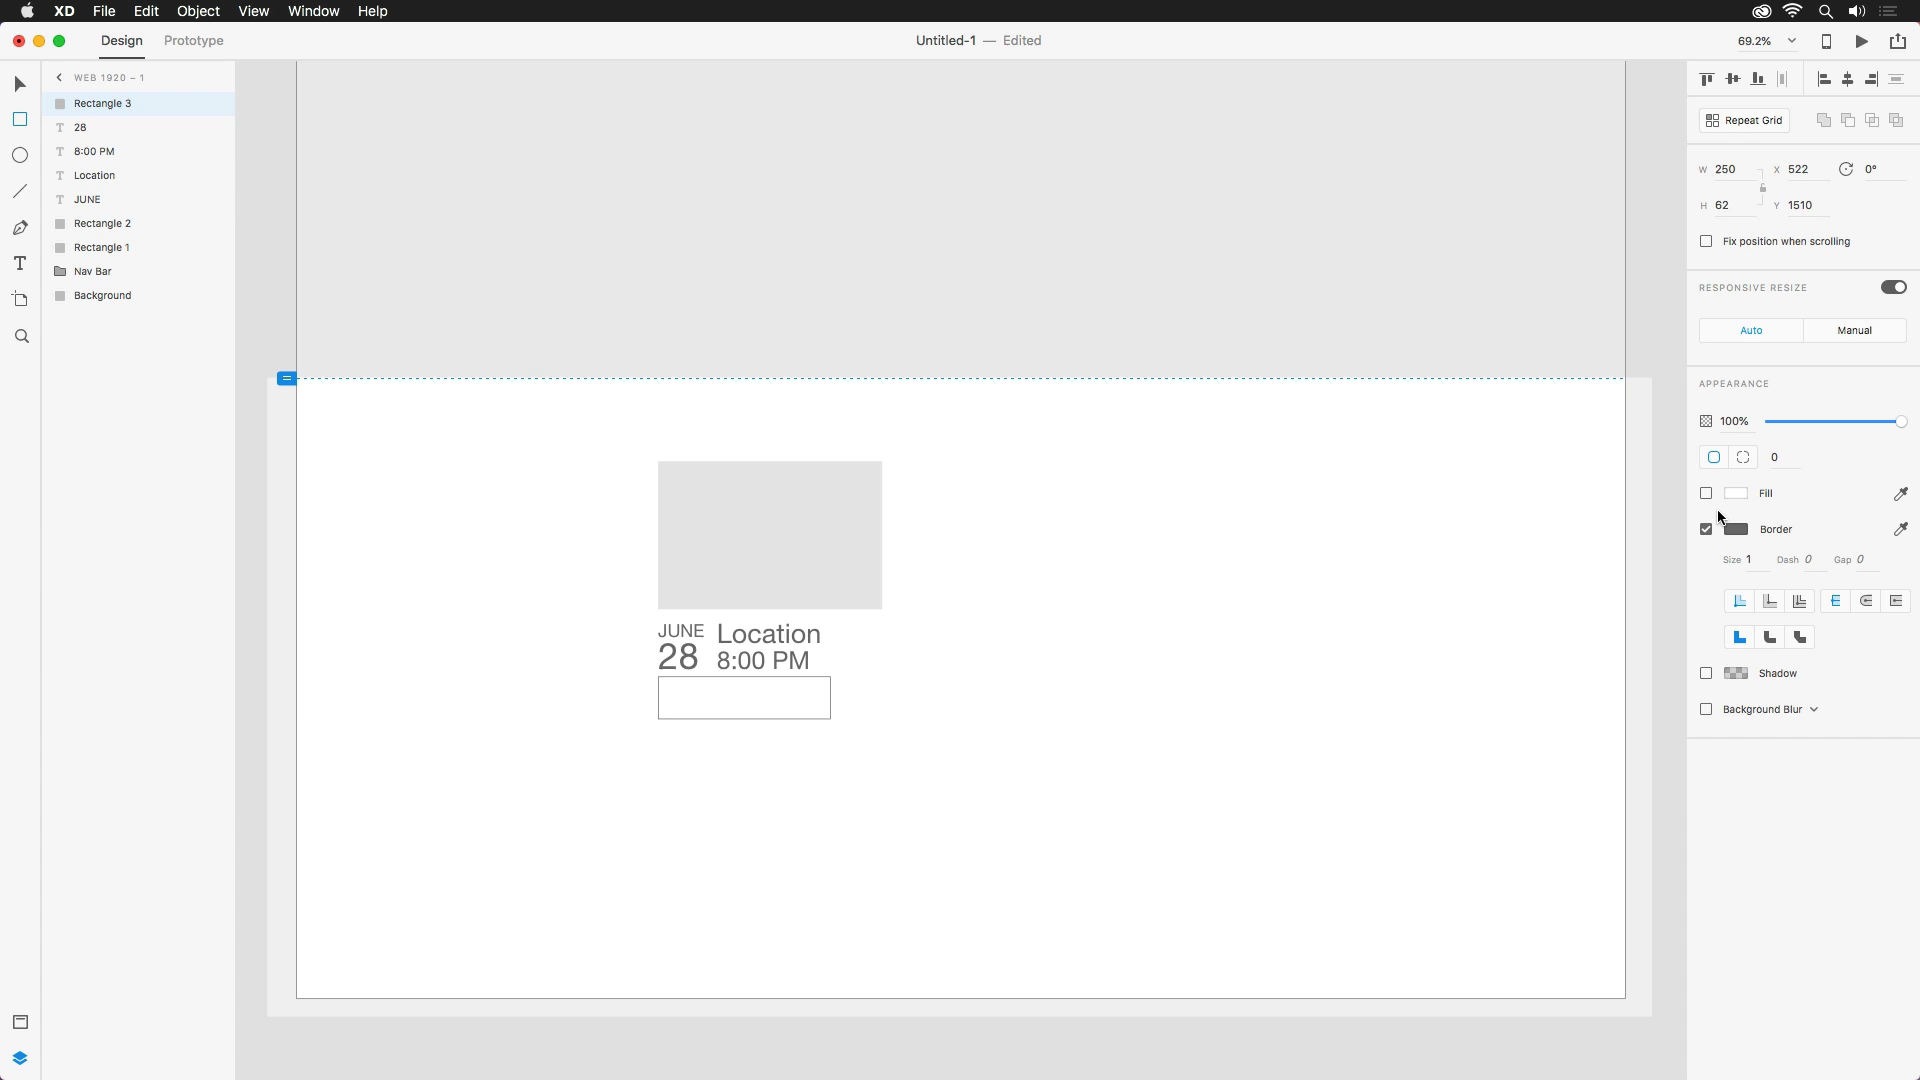 XD File Edit Object View Window Help
Design Prototype
Untitled-1 — Edited
69.2%
WEB 1920 – 1
Rectangle 3
T 28
T 8:00 PM
T Location
T JUNE
Rectangle 2
Rectangle 1
Nav Bar
Background
T
JUNE Location
28 8:00 PM
Repeat Grid
W 250 X 522 0°
H 62 Y 1510
Fix position when scrolling
RESPONSIVE RESIZE
Auto Manual
APPEARANCE
100%
0
Fill
Border
Size 1 Dash 0 Gap 0
Shadow
Background Blur